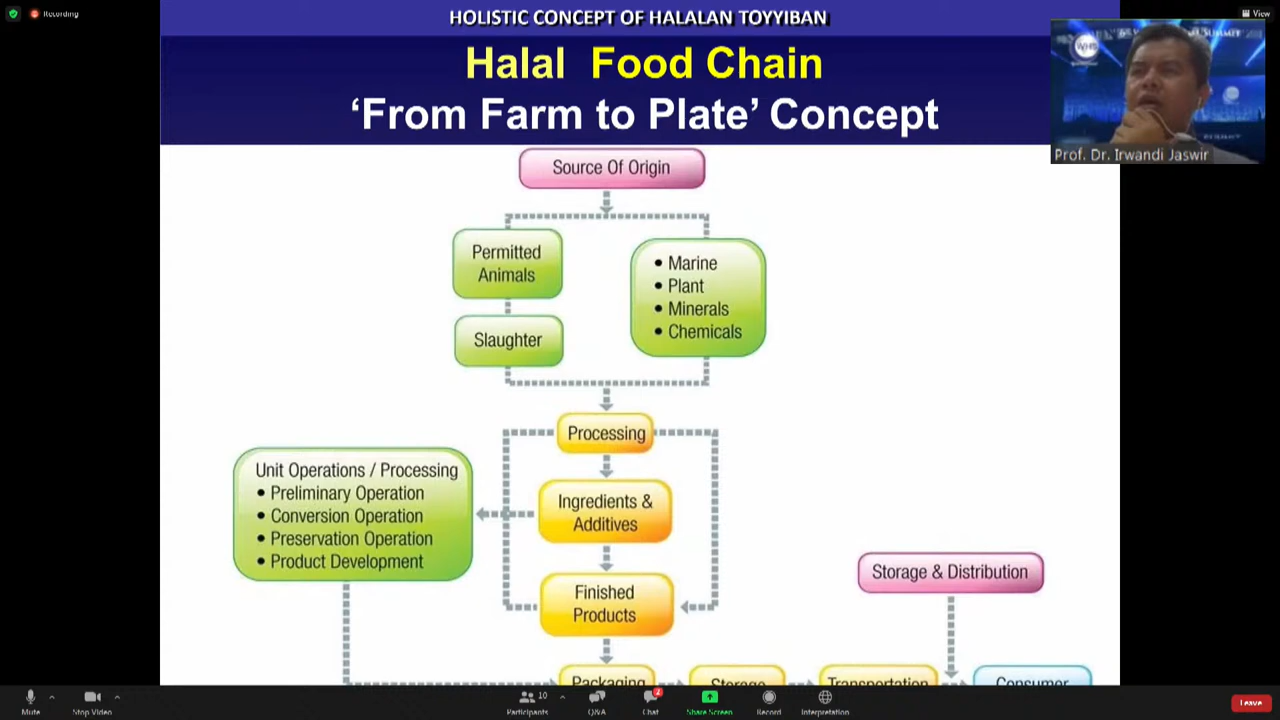 Recording
View
HOLISTIC CONCEPT OF HALALAN TOYYIBAN
Halal Food Chain
‘From Farm to Plate’ Concept
WHS
Prof. Dr. Irwandi Jaswir
Source Of Origin
Permitted
Animals
• Marine
• Plant
• Minerals
• Chemicals
Slaughter
Processing
Unit Operations / Processing
• Preliminary Operation
• Conversion Operation
• Preservation Operation
• Product Development
Ingredients &
Additives
Finished
Products
Storage & Distribution
Packaging
Storage
Transportation
Consumer
Mute
Stop Video
10
Participants
Q&A
2
Chat
Share Screen
Record
Interpretation
Leave